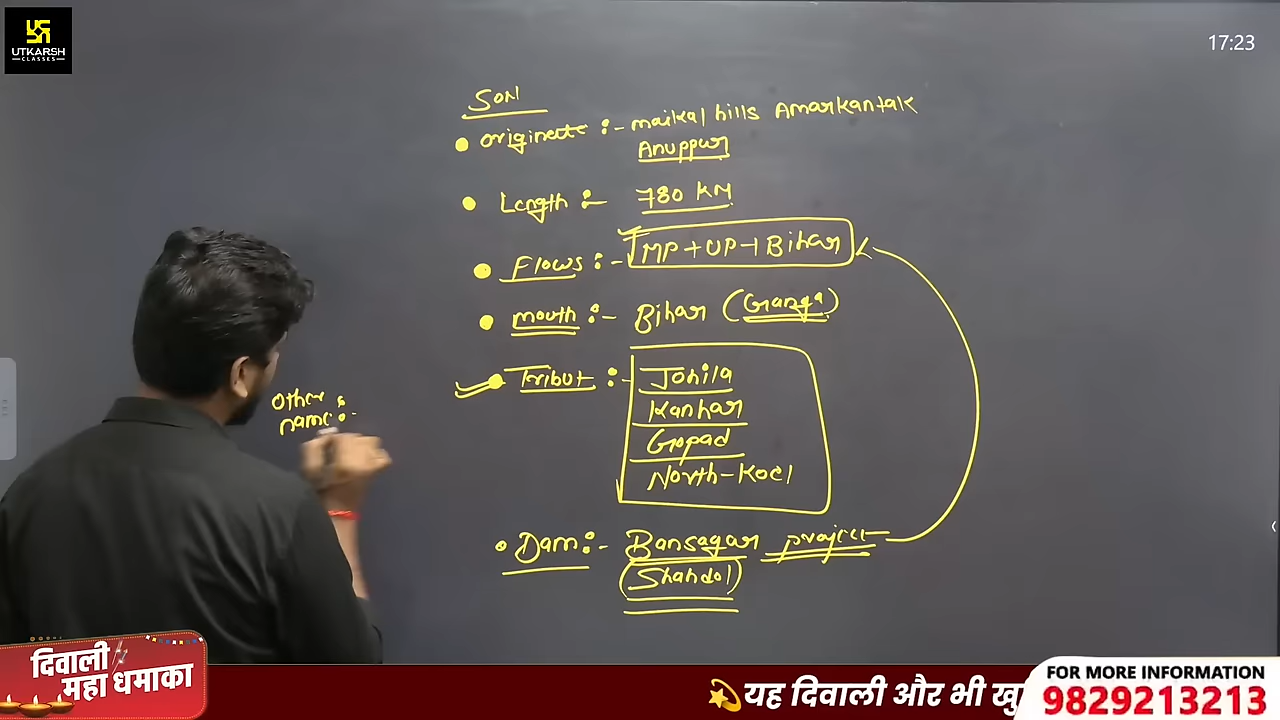 UTKARSH
CLASSES
17:23
SON
originate :- maikal hills Amarkantak
Anuppur
Length :- 780 KM
Flows :- MP + UP + Bihar
mouth :- Bihar (Ganga)
Tribut :- Johila
Kanhar
Gopad
North-Koel
Other
name :-
Dam :- Bansagar project
(Shahdol)
दिवाली
महा धमाका
यह दिवाली और भी खु
FOR MORE INFORMATION
9829213213